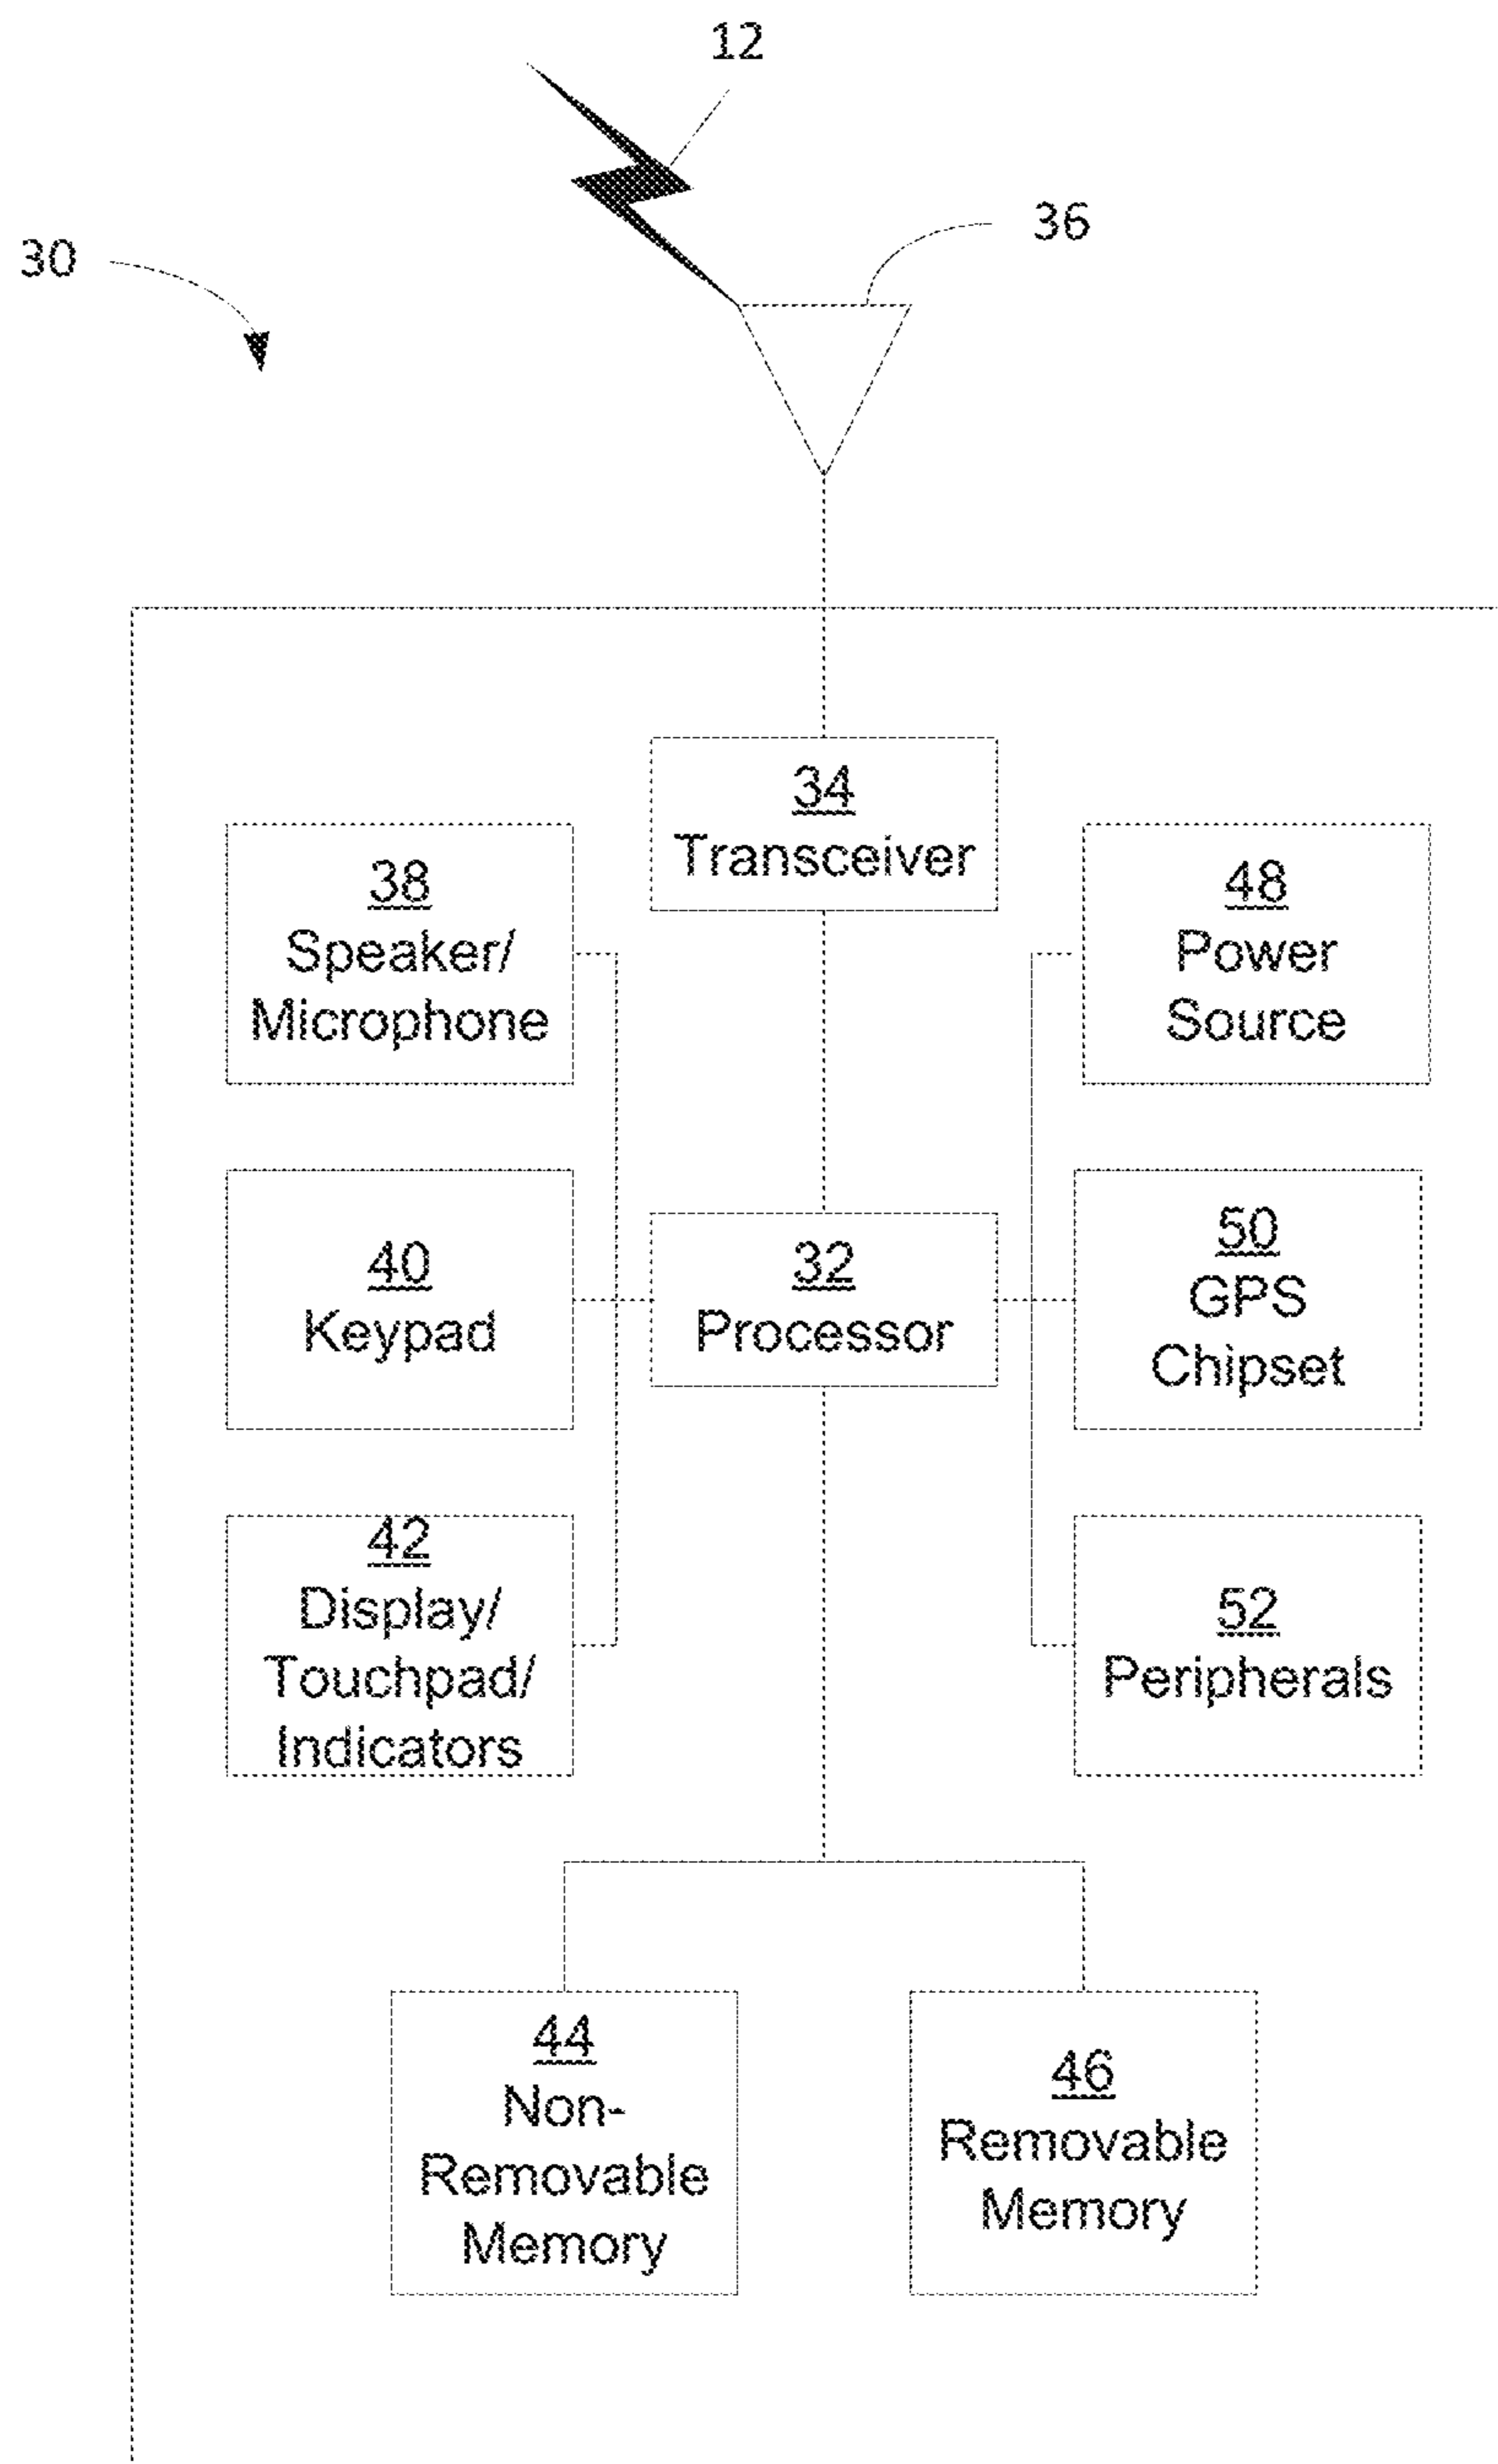 12
36
30
34
Transceiver
38
Speaker/
Microphone
48
Power
Source
40
Keypad
32
Processor
50
GPS
Chipset
42
Display/
Touchpad/
Indicators
52
Peripherals
44
Non-
Removable
Memory
46
Removable
Memory